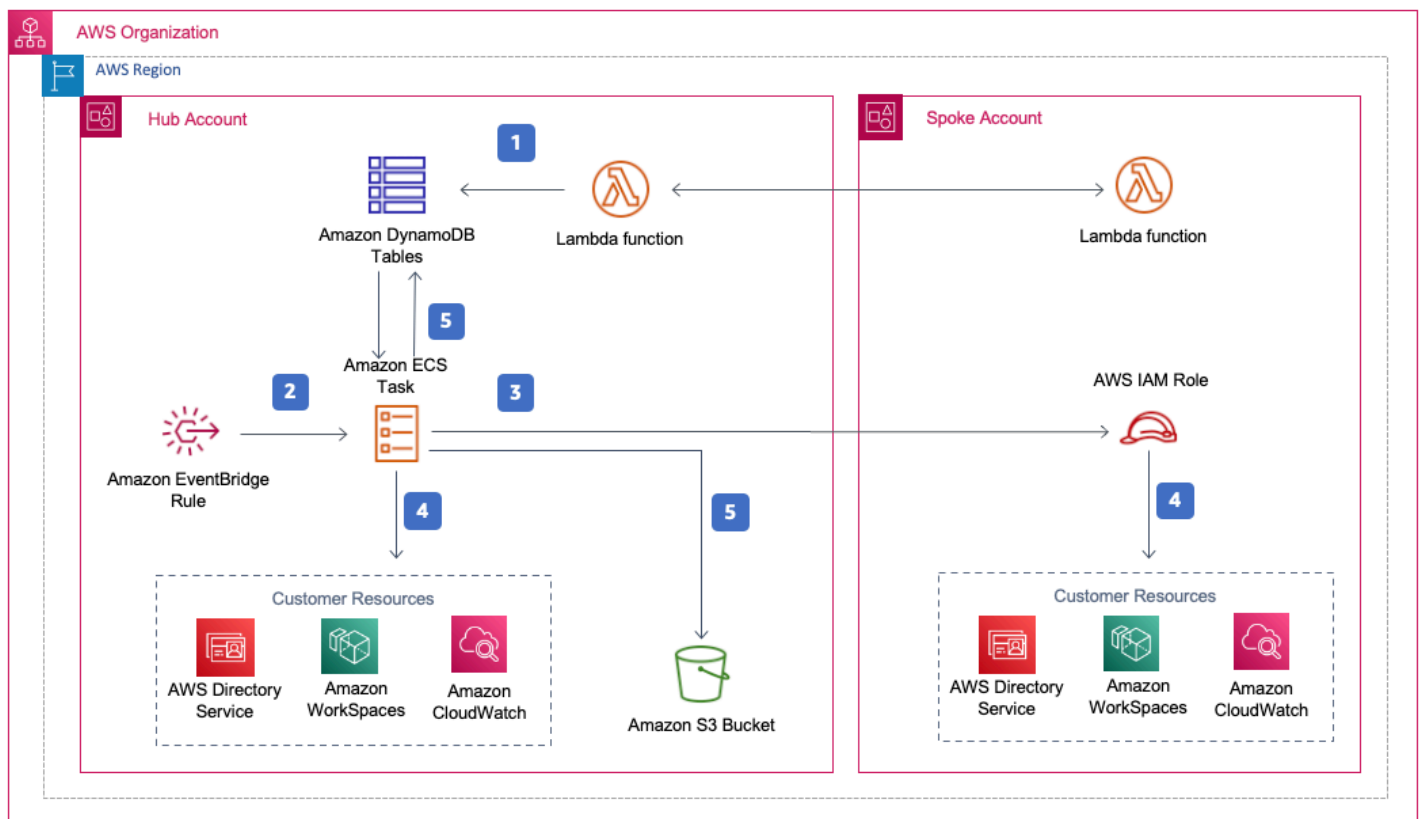 AWS Organization
AWS Region
Hub Account
Spoke Account
1
Amazon DynamoDB
Tables
Lambda function
Lambda function
5
Amazon ECS
Task
2
3
AWS IAM Role
Amazon EventBridge
Rule
4
5
4
Customer Resources
AWS Directory
Service
Amazon
WorkSpaces
Amazon
CloudWatch
Amazon S3 Bucket
Customer Resources
AWS Directory
Service
Amazon
WorkSpaces
Amazon
CloudWatch